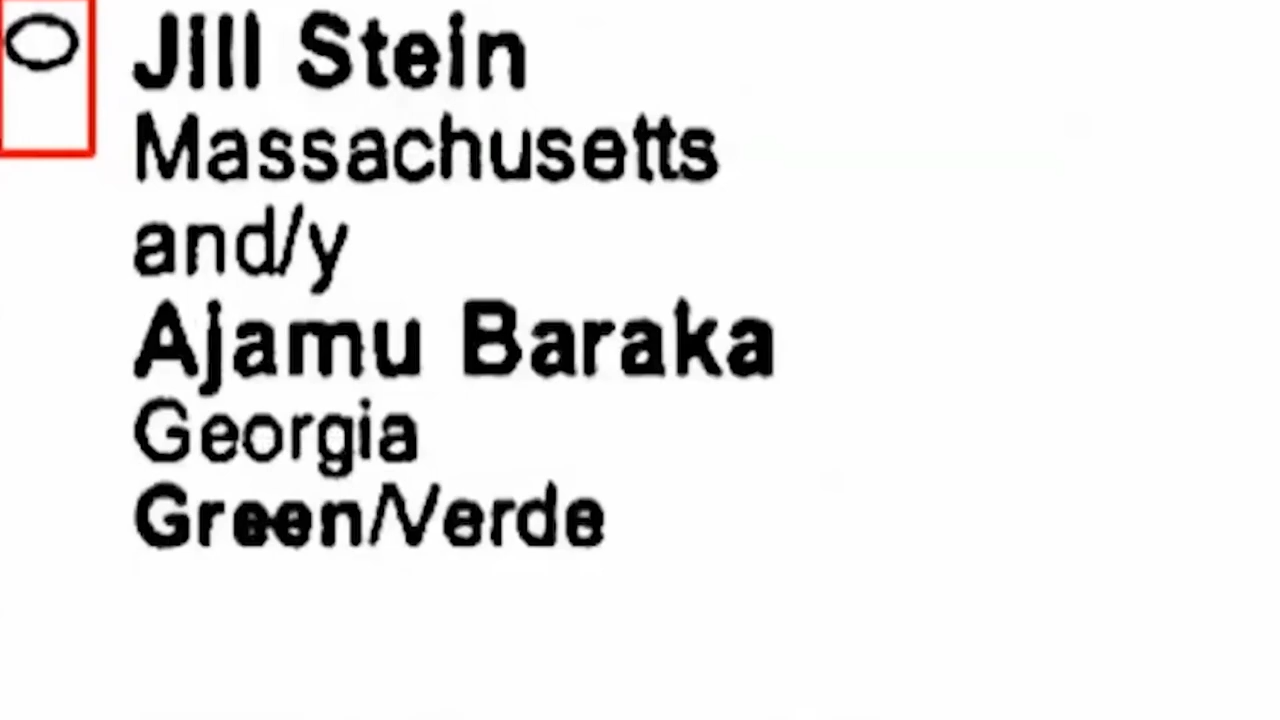 Jill Stein
Massachusetts
and/y
Ajamu Baraka
Georgia
Green/Verde